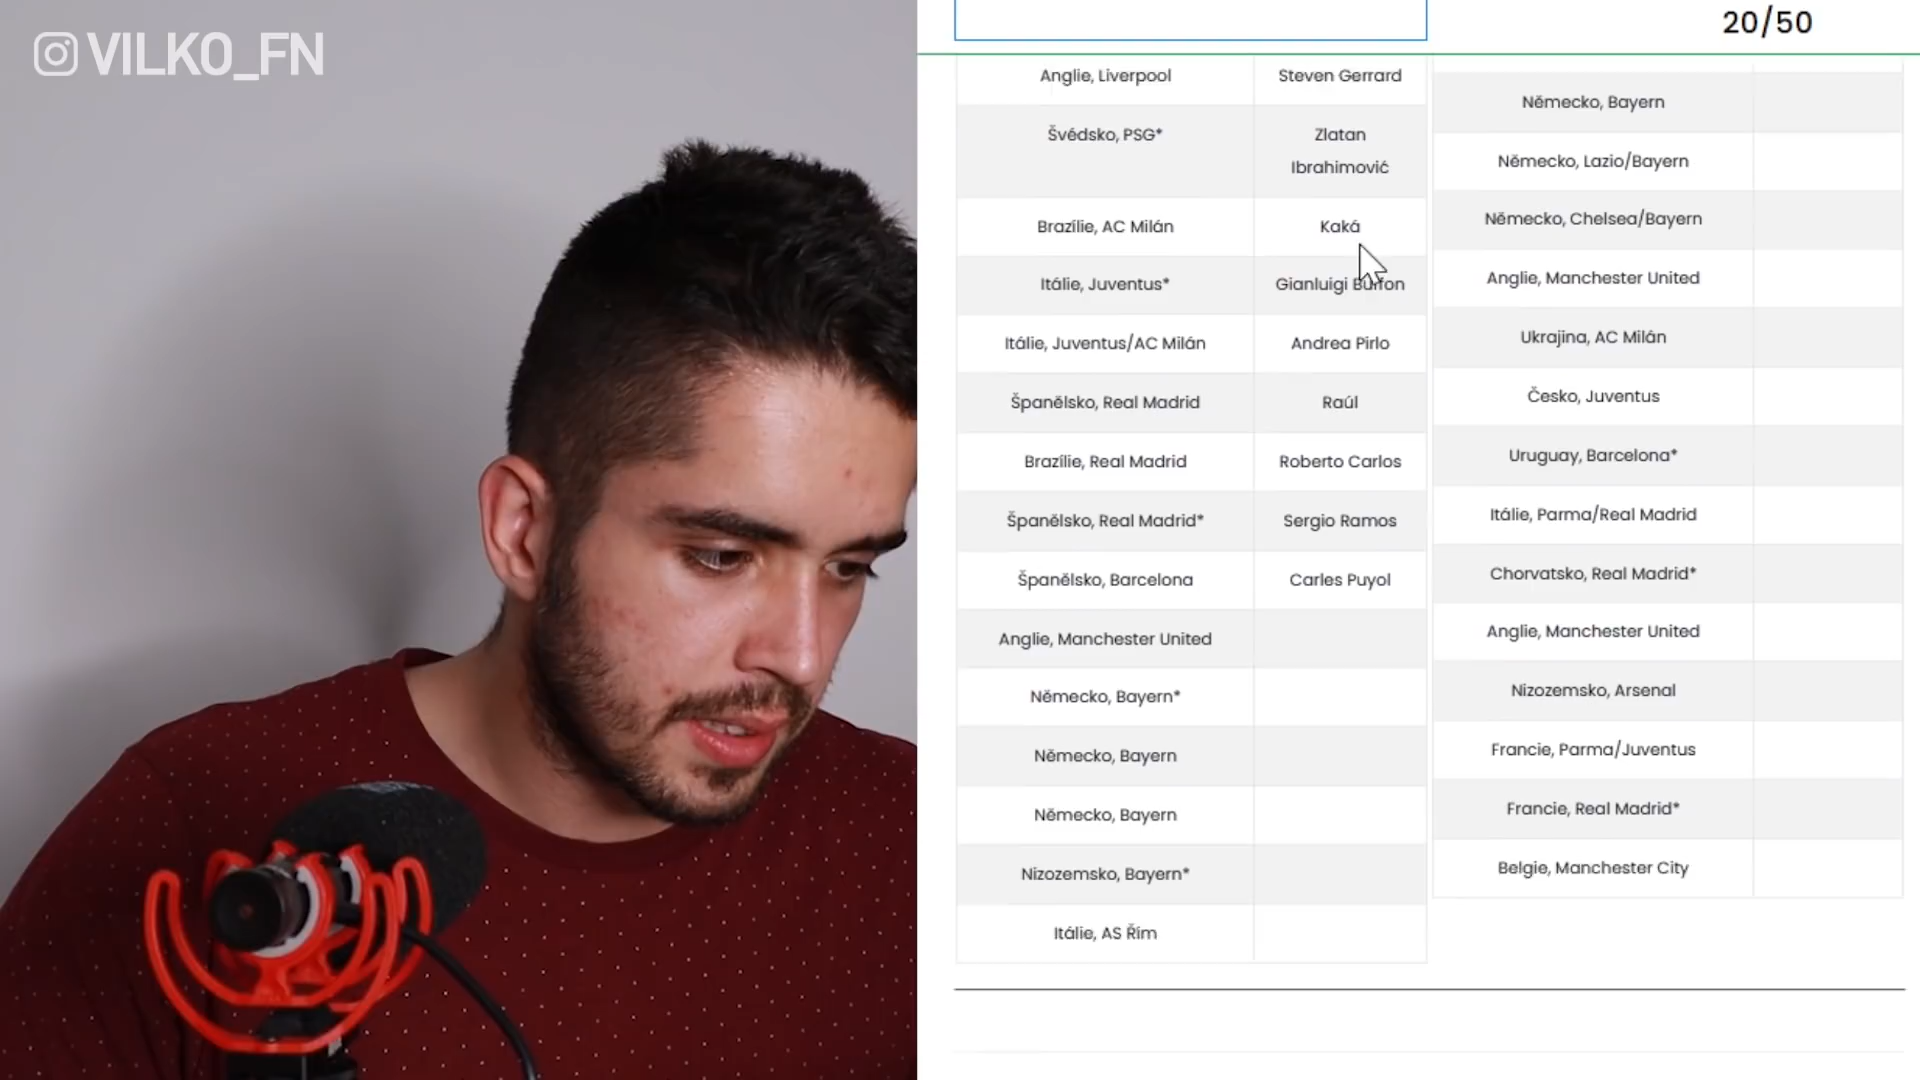 VILKO_FN
20/50
Anglie, Liverpool
Steven Gerrard
Švédsko, PSG*
Zlatan
Ibrahimović
Brazílie, AC Milán
Kaká
Itálie, Juventus*
Gianluigi Buffon
Itálie, Juventus/AC Milán
Andrea Pirlo
Španělsko, Real Madrid
Raúl
Brazílie, Real Madrid
Roberto Carlos
Španělsko, Real Madrid*
Sergio Ramos
Španělsko, Barcelona
Carles Puyol
Anglie, Manchester United
Německo, Bayern*
Německo, Bayern
Německo, Bayern
Nizozemsko, Bayern*
Itálie, AS Řím
Německo, Bayern
Německo, Lazio/Bayern
Německo, Chelsea/Bayern
Anglie, Manchester United
Ukrajina, AC Milán
Česko, Juventus
Uruguay, Barcelona*
Itálie, Parma/Real Madrid
Chorvatsko, Real Madrid*
Anglie, Manchester United
Nizozemsko, Arsenal
Francie, Parma/Juventus
Francie, Real Madrid*
Belgie, Manchester City